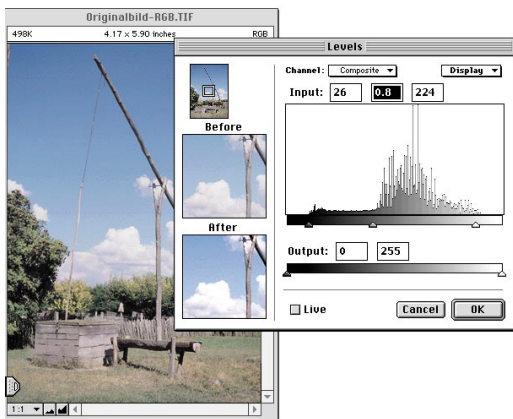 Originalbild-RGB.TIF
498K 4.17 × 5.90 inches RGB
Levels
Channel: Composite Display
Input: 26 0.8 224
Before
After
Output: 0 255
Live Cancel OK
1:1